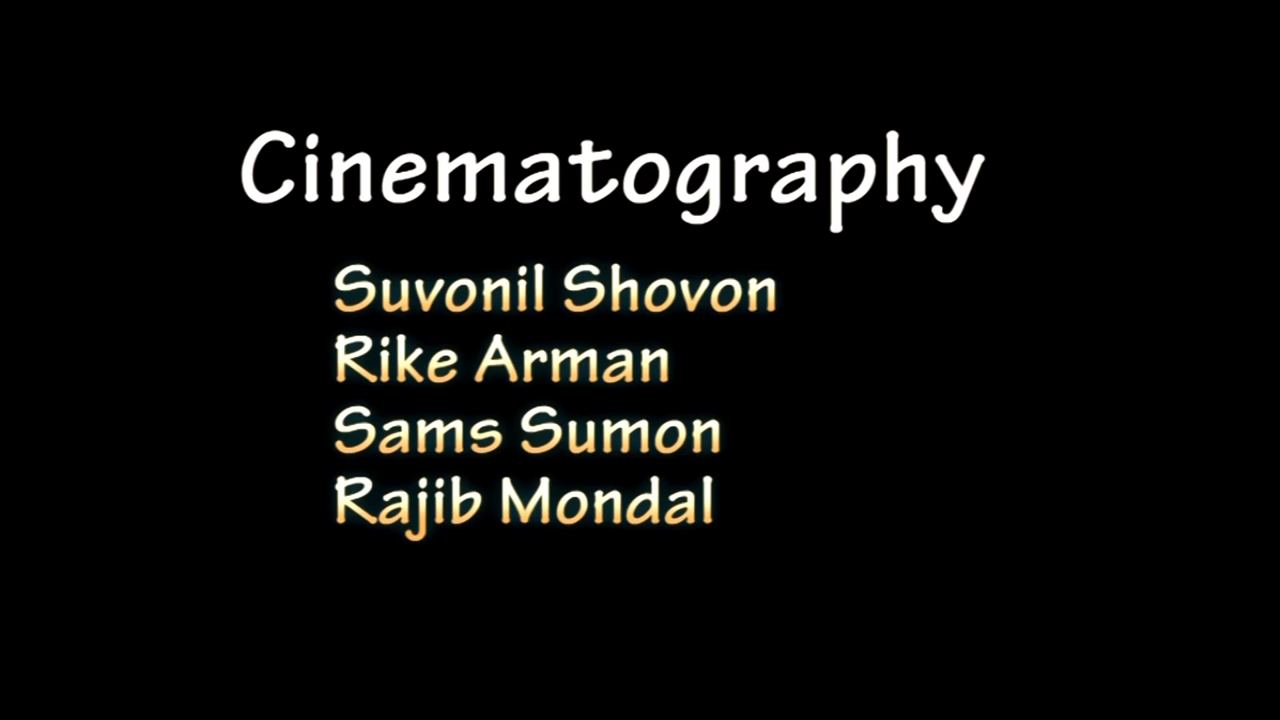 Cinematography
Suvonil Shovon
Rike Arman
Sams Sumon
Rajib Mondal